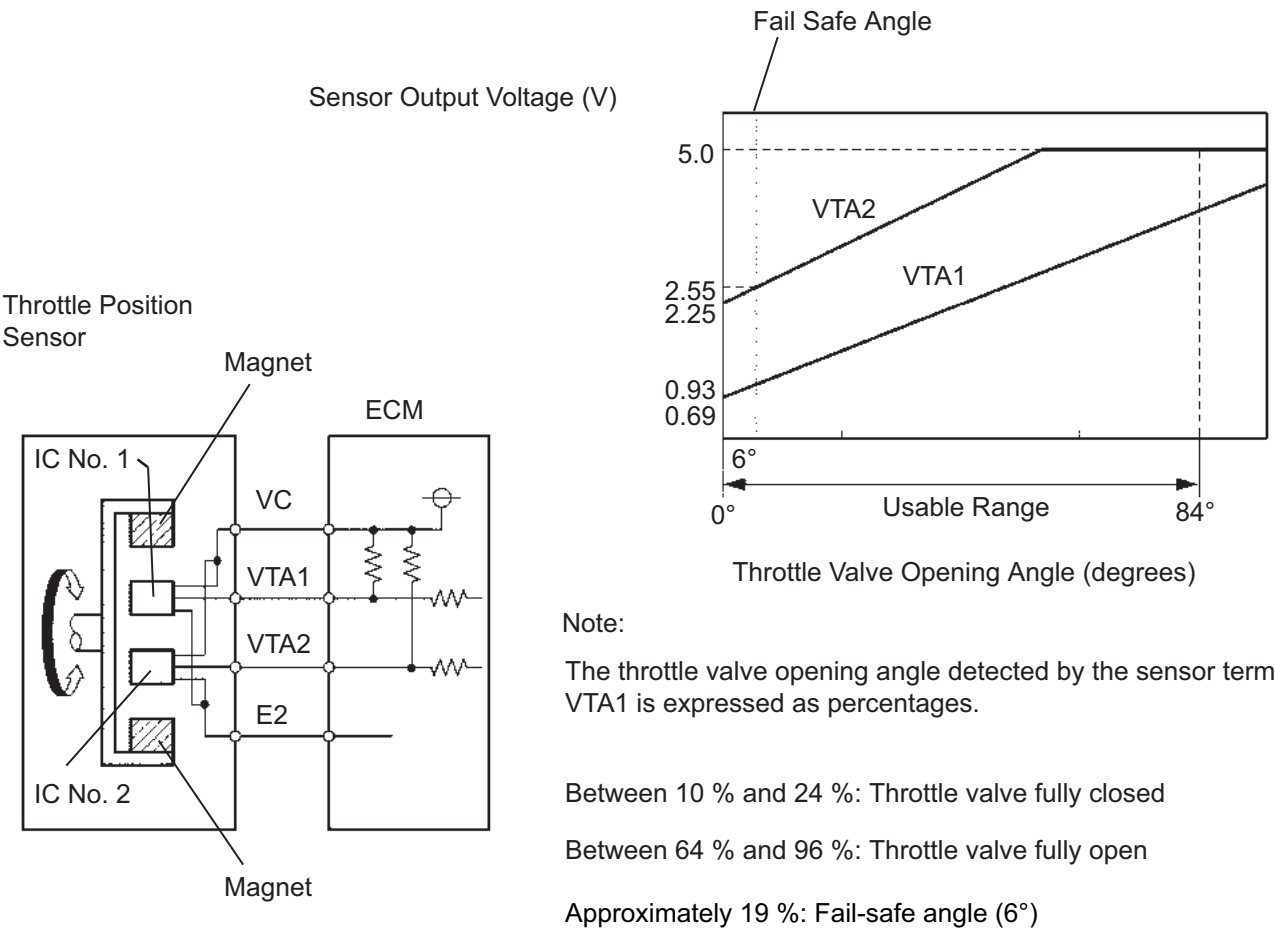 Fail Safe Angle
Sensor Output Voltage (V)
5.0
VTA2
VTA1
2.55
2.25
0.93
0.69
6°
0°
Usable Range
84°
Throttle Valve Opening Angle (degrees)
Throttle Position
Sensor
Magnet
ECM
IC No. 1
VC
VTA1
VTA2
E2
IC No. 2
Magnet
Note:
The throttle valve opening angle detected by the sensor term
VTA1 is expressed as percentages.
Between 10 % and 24 %: Throttle valve fully closed
Between 64 % and 96 %: Throttle valve fully open
Approximately 19 %: Fail-safe angle (6°)